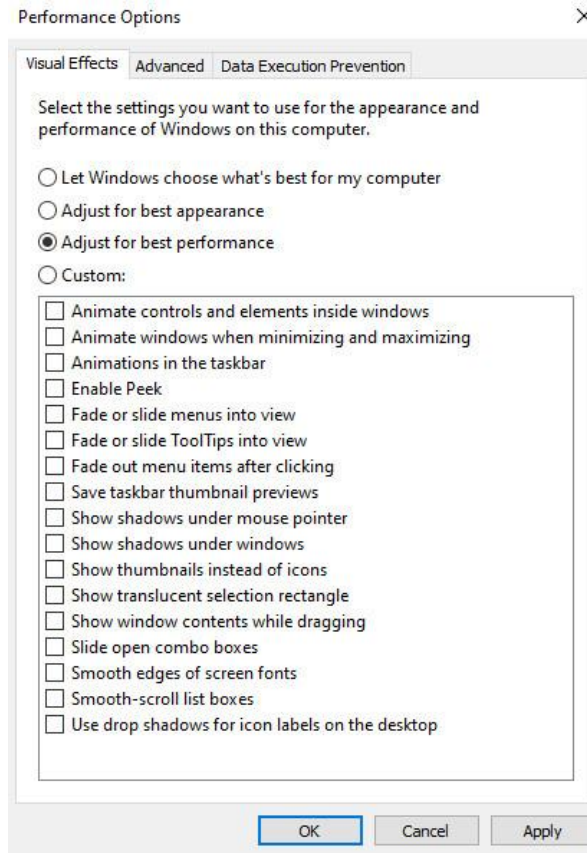 Performance Options
Visual Effects
Advanced
Data Execution Prevention
Select the settings you want to use for the appearance and
performance of Windows on this computer.
Let Windows choose what's best for my computer
Adjust for best appearance
Adjust for best performance
Custom:
Animate controls and elements inside windows
Animate windows when minimizing and maximizing
Animations in the taskbar
Enable Peek
Fade or slide menus into view
Fade or slide ToolTips into view
Fade out menu items after clicking
Save taskbar thumbnail previews
Show shadows under mouse pointer
Show shadows under windows
Show thumbnails instead of icons
Show translucent selection rectangle
Show window contents while dragging
Slide open combo boxes
Smooth edges of screen fonts
Smooth-scroll list boxes
Use drop shadows for icon labels on the desktop
OK
Cancel
Apply